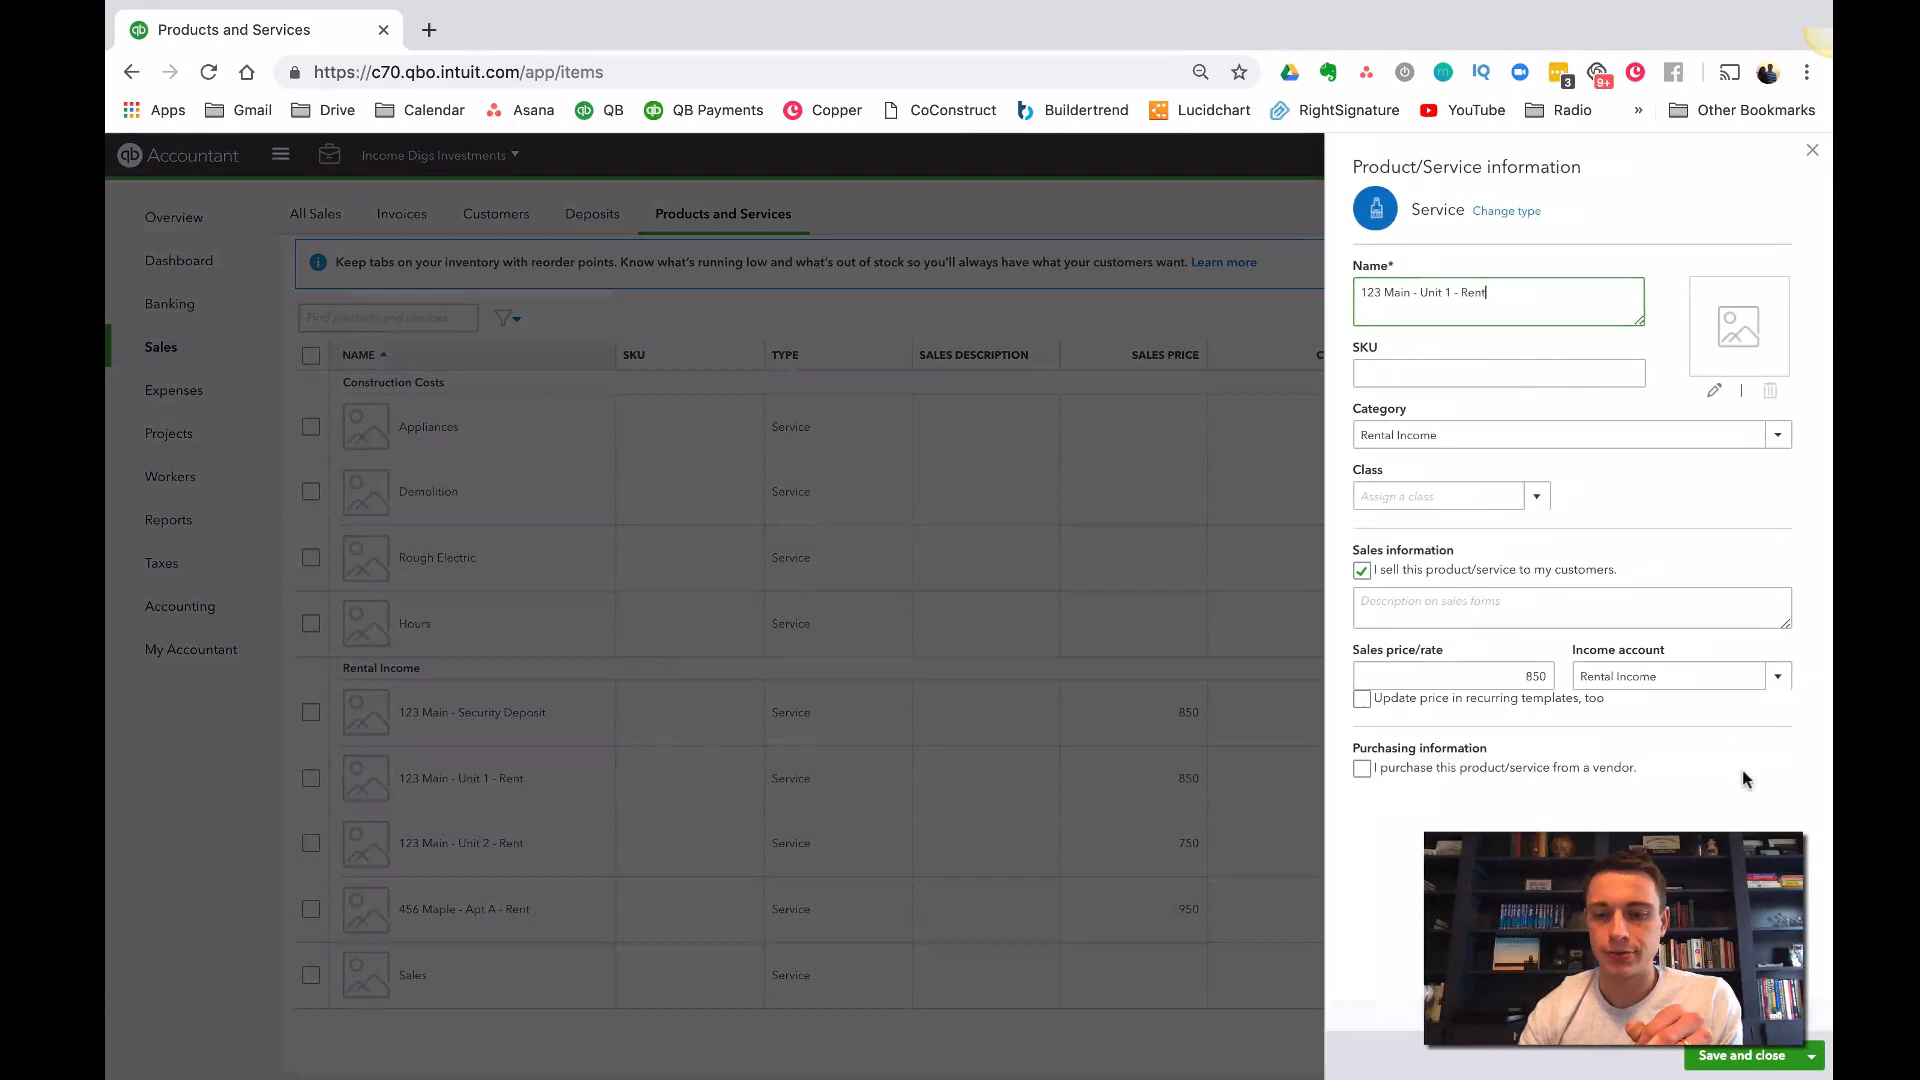 Products and Services
https://c70.qbo.intuit.com/app/items
3
9+
Apps Gmail Drive Calendar Asana QB QB Payments Copper CoConstruct Buildertrend Lucidchart RightSignature YouTube Radio » Other Bookmarks
qb Accountant
Income Digs Investments
Overview
Dashboard
Banking
Sales
Expenses
Projects
Workers
Reports
Taxes
Accounting
My Accountant
All Sales Invoices Customers Deposits Products and Services
Keep tabs on your inventory with reorder points. Know what's running low and what's out of stock so you'll always have what your customers want. Learn more
Find products and services
NAME SKU TYPE SALES DESCRIPTION SALES PRICE C
Construction Costs
Appliances Service
Demolition Service
Rough Electric Service
Hours Service
Rental Income
123 Main - Security Deposit Service 850
123 Main - Unit 1 - Rent Service 850
123 Main - Unit 2 - Rent Service 750
456 Maple - Apt A - Rent Service 950
Sales Service
Product/Service information
Service Change type
Name*
123 Main - Unit 1 - Rent
SKU
Category
Rental Income
Class
Assign a class
Sales information
I sell this product/service to my customers.
Description on sales forms
Sales price/rate Income account
850 Rental Income
Update price in recurring templates, too
Purchasing information
I purchase this product/service from a vendor.
Save and close